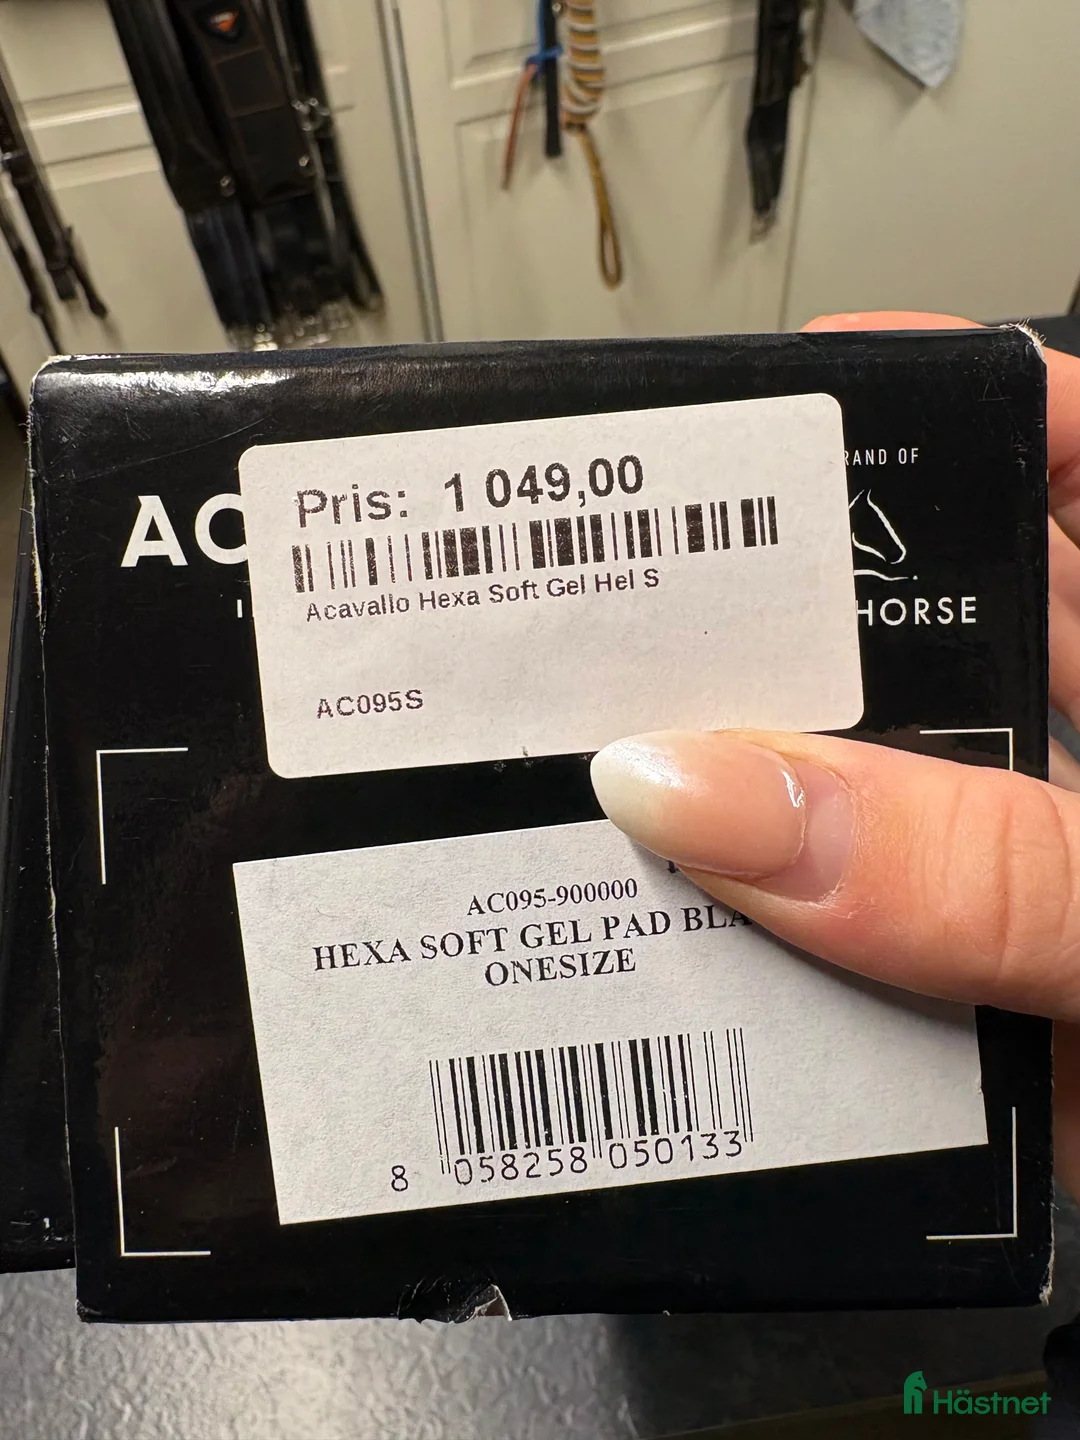 RAND OF
AC
Pris: 1 049,00
HORSE
Acavallo Hexa Soft Gel Hel S
AC095S
AC095-900000
HEXA SOFT GEL PAD BLA
ONESIZE
8 058258 050133
Hästnet